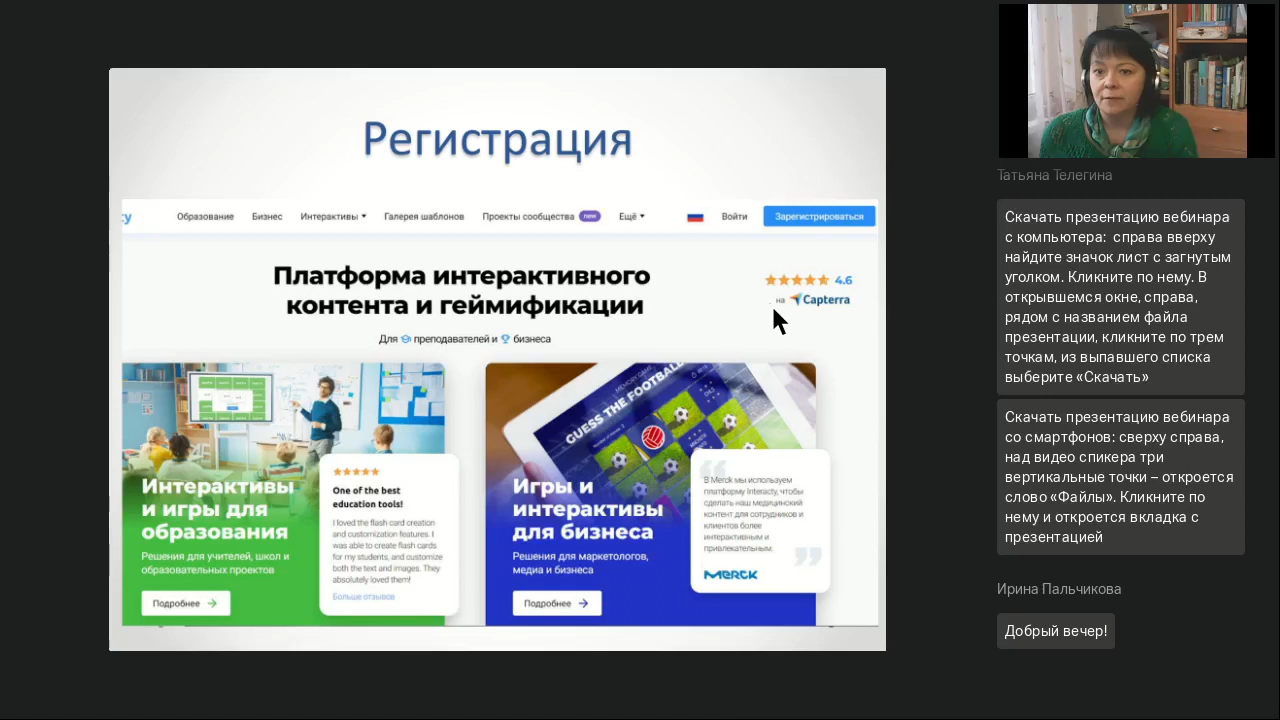 Регистрация
ty
Образование
Бизнес
Интерактивы
Галерея шаблонов
Проекты сообщества
new
Ещё
Войти
Зарегистрироваться
Платформа интерактивного
контента и геймификации
4.6
на Capterra
Для преподавателей и бизнеса
Интерактивы
и игры для
образования
Решения для учителей, школ и
образовательных проектов
Подробнее
One of the best
education tools!
I loved the flash card creation
and customization features. I
was able to create flash cards
for my students, and customize
both the text and images. They
absolutely loved them!
Больше отзывов
MEMORY GAME
GUESS THE FOOTBALL
Игры и
интерактивы
для бизнеса
Решения для маркетологов,
медиа и бизнеса
Подробнее
В Merck мы используем
платформу Interacty, чтобы
сделать наш медицинский
контент для сотрудников и
клиентов более
интерактивным и
привлекательным.
MERCK
Татьяна Телегина
Скачать презентацию вебинара
с компьютера: справа вверху
найдите значок лист с загнутым
уголком. Кликните по нему. В
открывшемся окне, справа,
рядом с названием файла
презентации, кликните по трем
точкам, из выпавшего списка
выберите «Скачать»
Скачать презентацию вебинара
со смартфонов: сверху справа,
над видео спикера три
вертикальные точки – откроется
слово «Файлы». Кликните по
нему и откроется вкладка с
презентацией
Ирина Пальчикова
Добрый вечер!